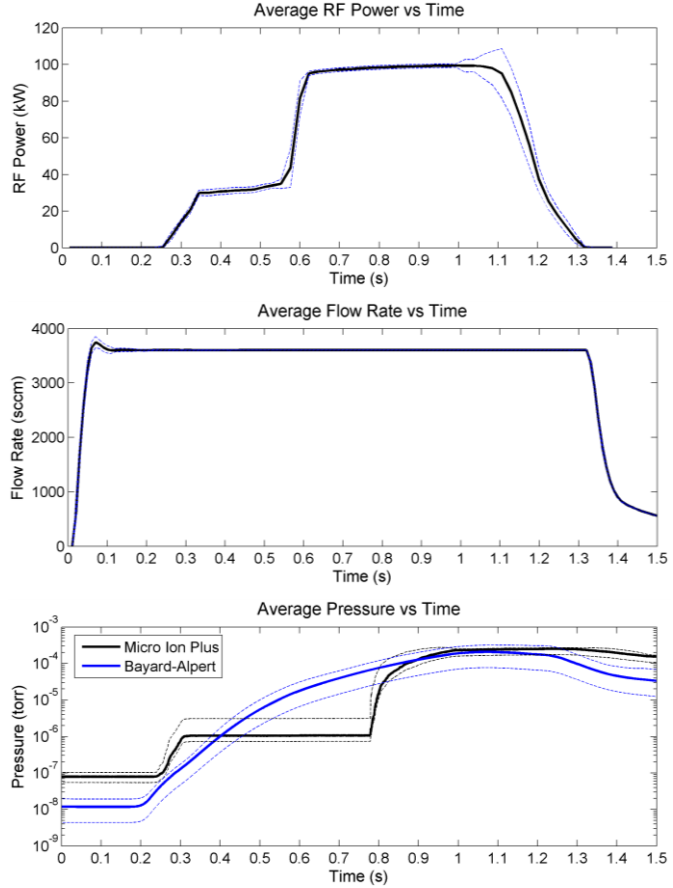 Average RF Power vs Time
120
100
80
60
40
20
0
RF Power (kW)
0 0.1 0.2 0.3 0.4 0.5 0.6 0.7 0.8 0.9 1 1.1 1.2 1.3 1.4 1.5
Time (s)
Average Flow Rate vs Time
4000
3000
2000
1000
0
Flow Rate (sccm)
0 0.1 0.2 0.3 0.4 0.5 0.6 0.7 0.8 0.9 1 1.1 1.2 1.3 1.4 1.5
Time (s)
Average Pressure vs Time
10⁻³
10⁻⁴
10⁻⁵
10⁻⁶
10⁻⁷
10⁻⁸
10⁻⁹
Pressure (torr)
Micro Ion Plus
Bayard-Alpert
0 0.1 0.2 0.3 0.4 0.5 0.6 0.7 0.8 0.9 1 1.1 1.2 1.3 1.4 1.5
Time (s)